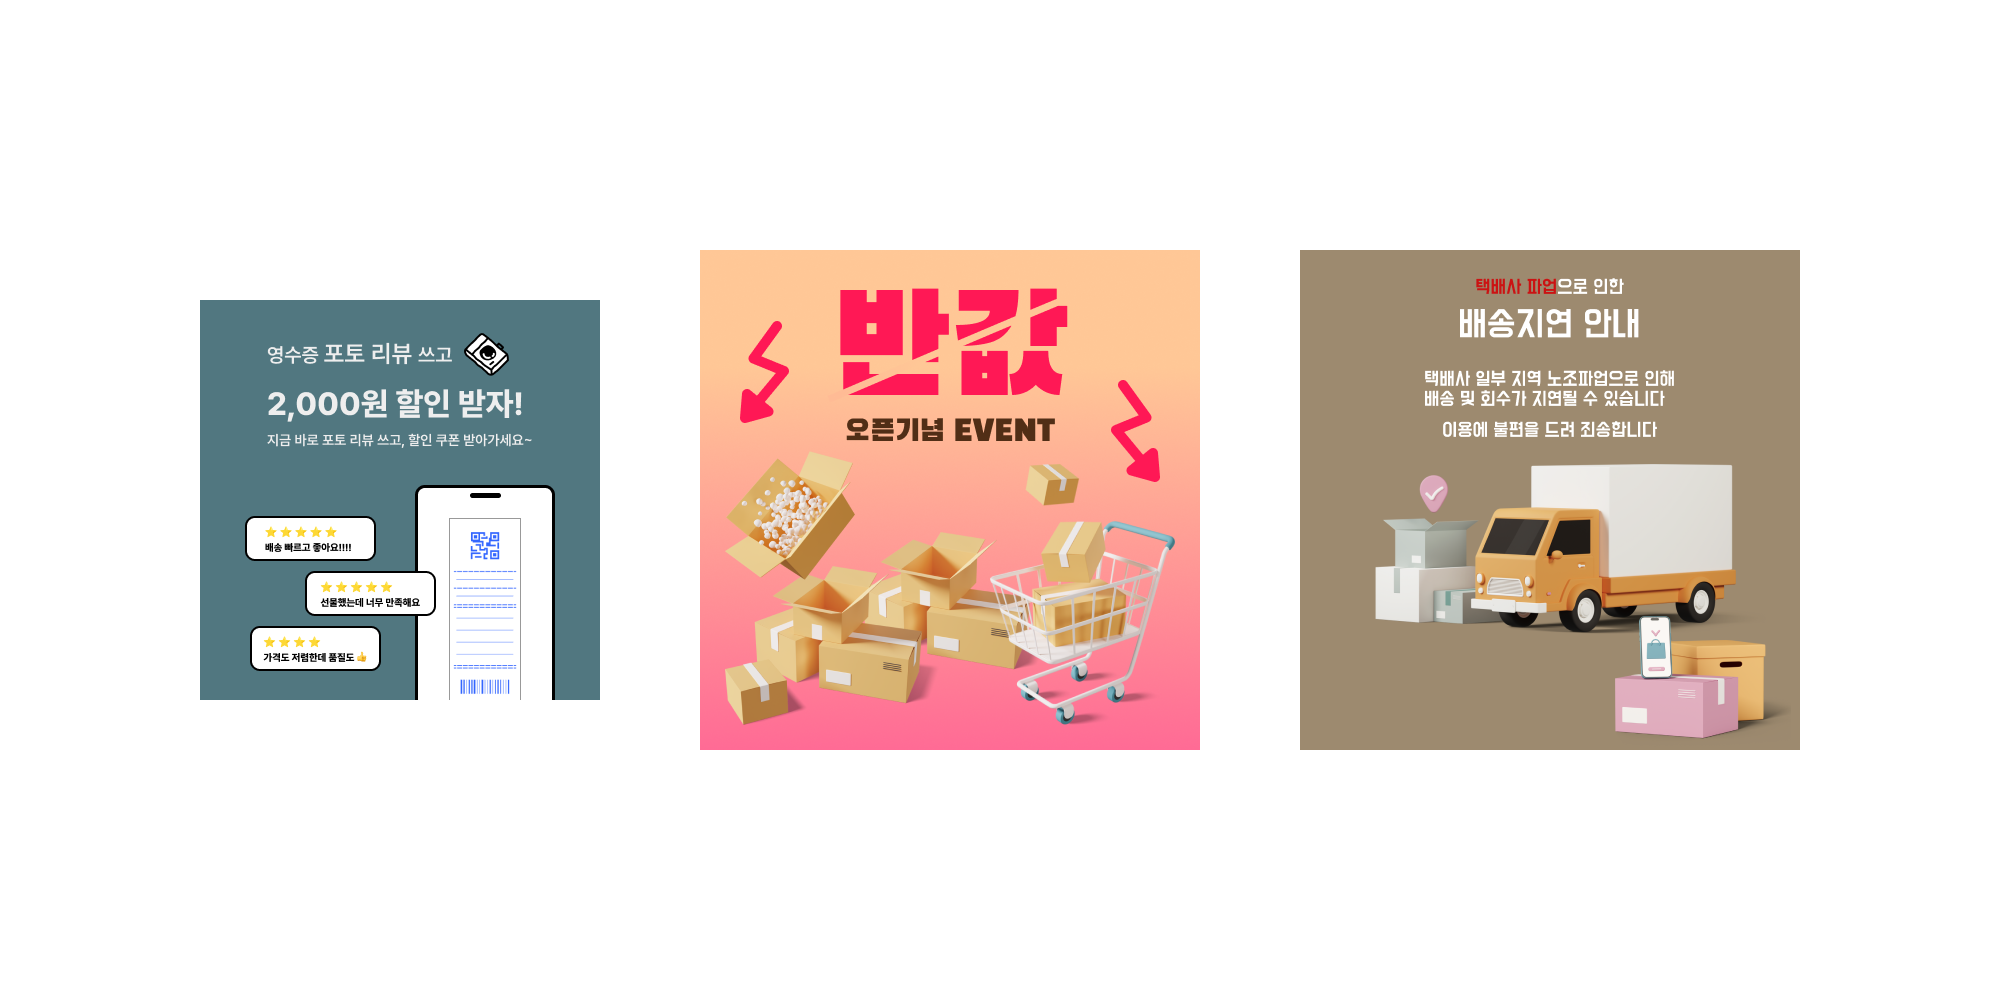 영수증 포토 리뷰 쓰고
2,000원 할인 받자!
지금 바로 포토 리뷰 쓰고, 할인 쿠폰 받아가세요~
배송 빠르고 좋아요!!!!
선물했는데 너무 만족해요
가격도 저렴한데 품질도👍
반값
오픈기념 EVENT
택배사 파업으로 인한
배송지연 안내
택배사 일부 지역 노조파업으로 인해
배송 및 회수가 지연될 수 있습니다
이용에 불편을 드려 죄송합니다